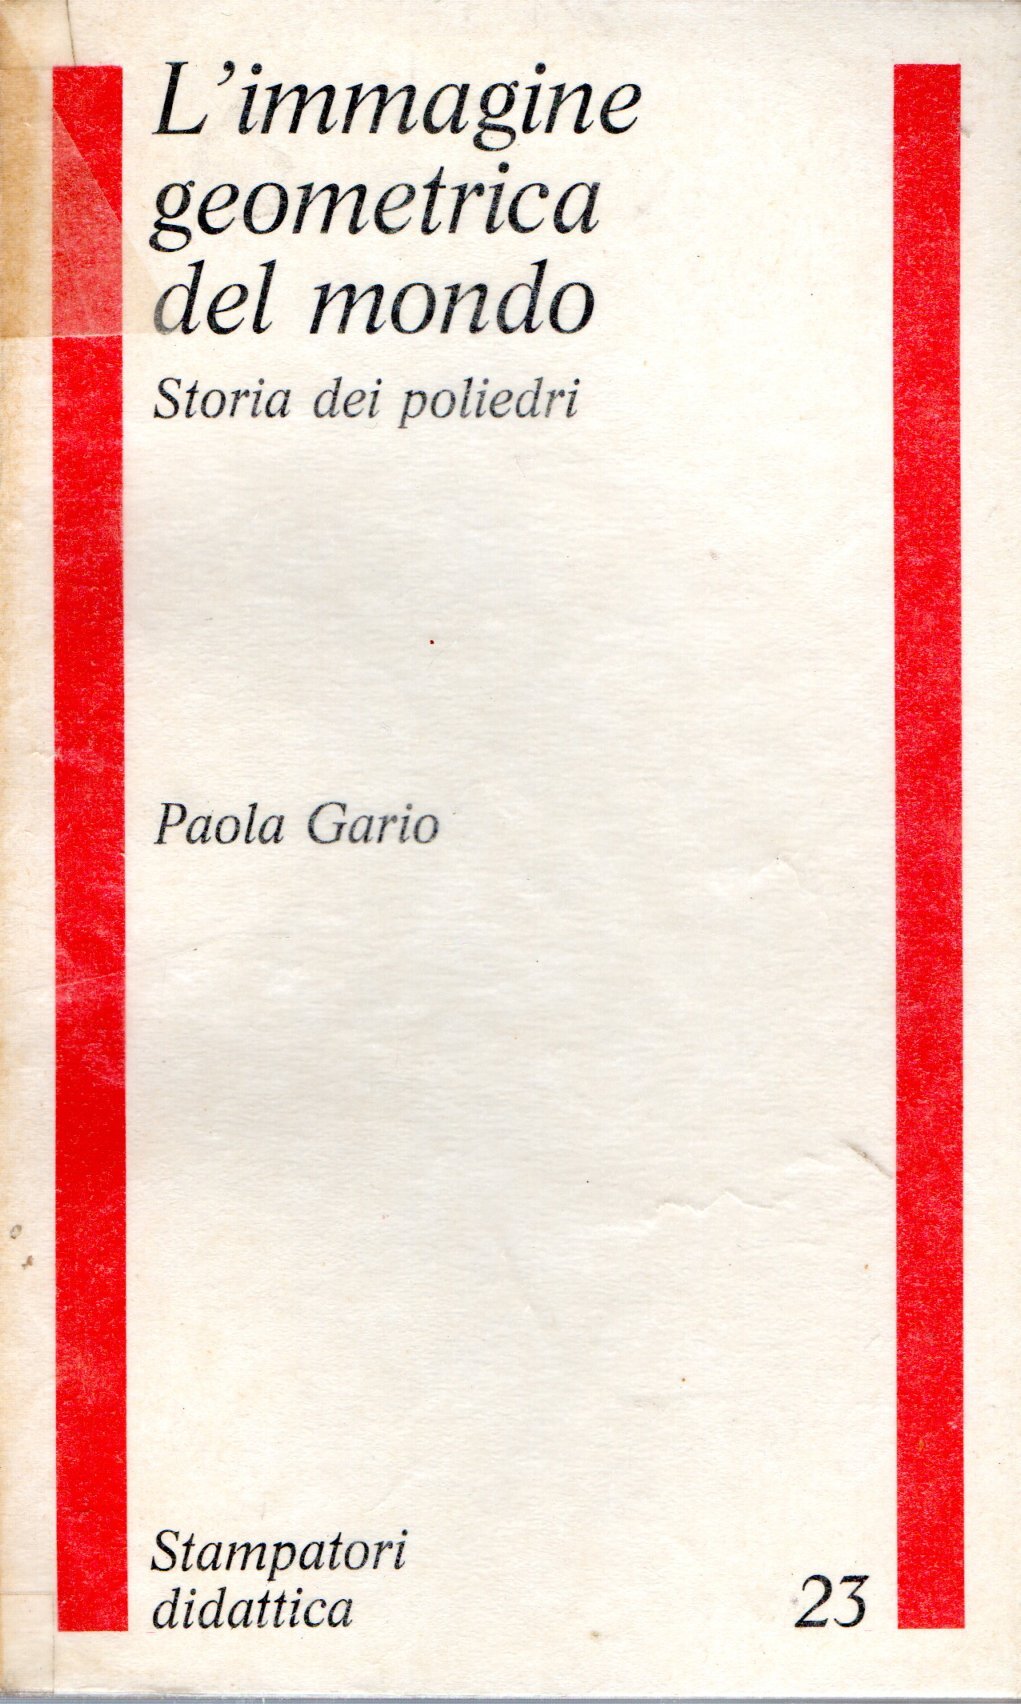 L'immagine
geometrica
del mondo
Storia dei poliedri
Paola Gario
Stampatori
didattica
23